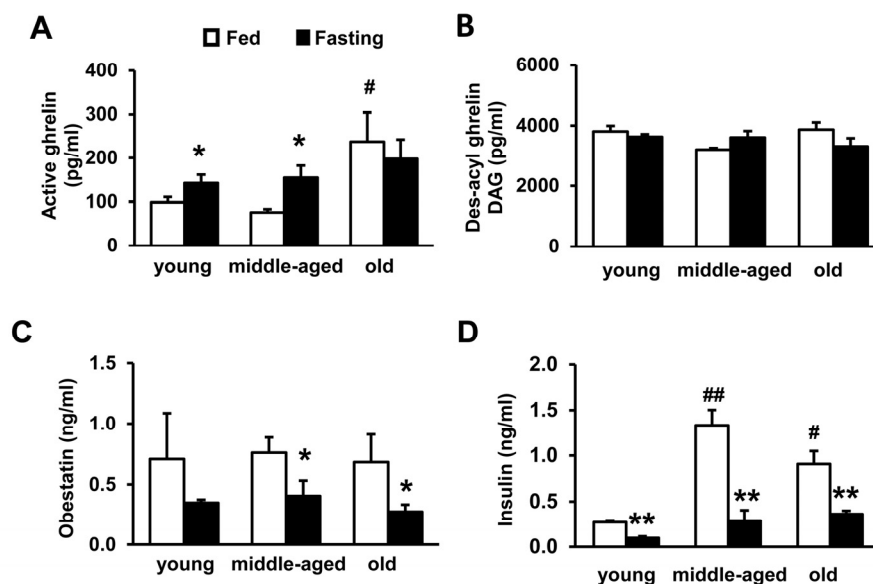 A
Fed Fasting
Active ghrelin
(pg/ml)
400
300
200
100
0
#
*
*
young middle-aged old
B
Des-acyl ghrelin
DAG (pg/ml)
6000
4000
2000
0
young middle-aged old
C
Obestatin (ng/ml)
1.5
1.0
0.5
0.0
*
*
young middle-aged old
D
Insulin (ng/ml)
2.0
1.5
1.0
0.5
0.0
##
#
**
**
**
young middle-aged old